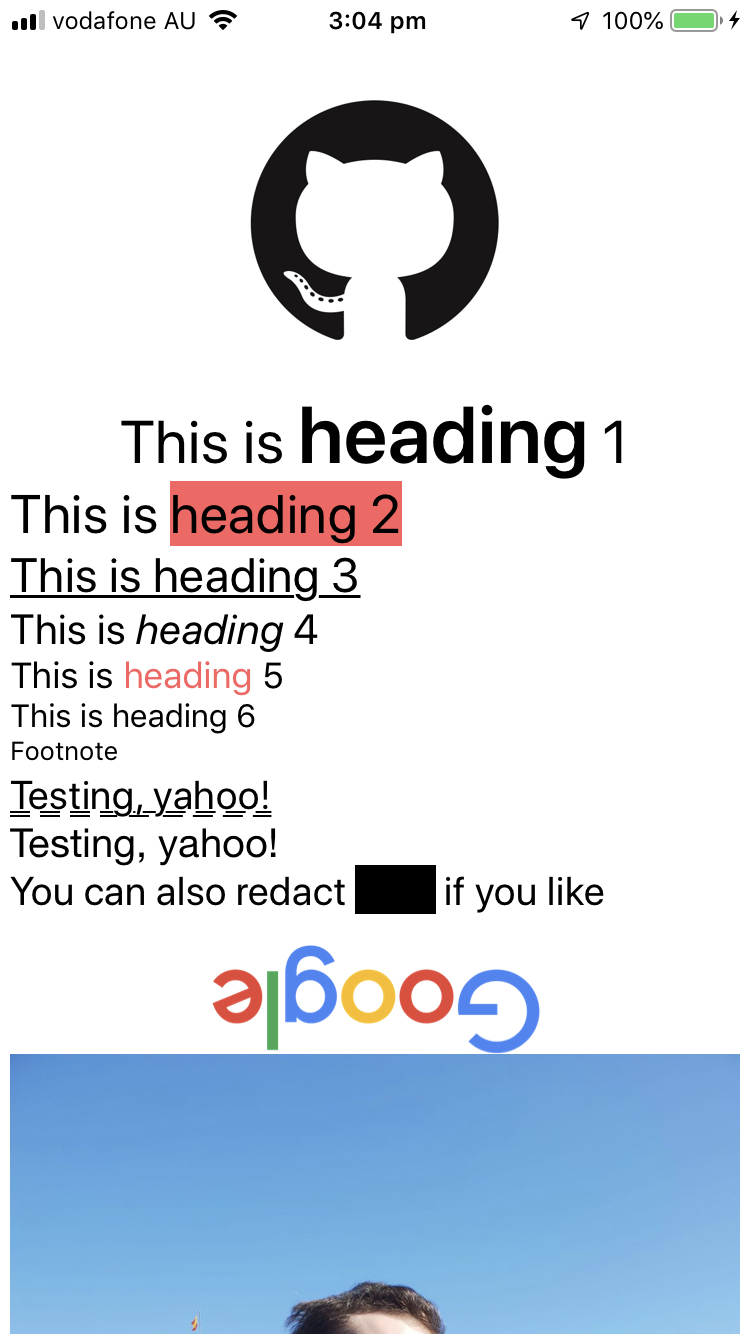 vodafone AU 3:04 pm 100%
This is heading 1
This is heading 2
This is heading 3
This is heading 4
This is heading 5
This is heading 6
Footnote
Testing, yahoo!
Testing, yahoo!
You can also redact if you like
Google